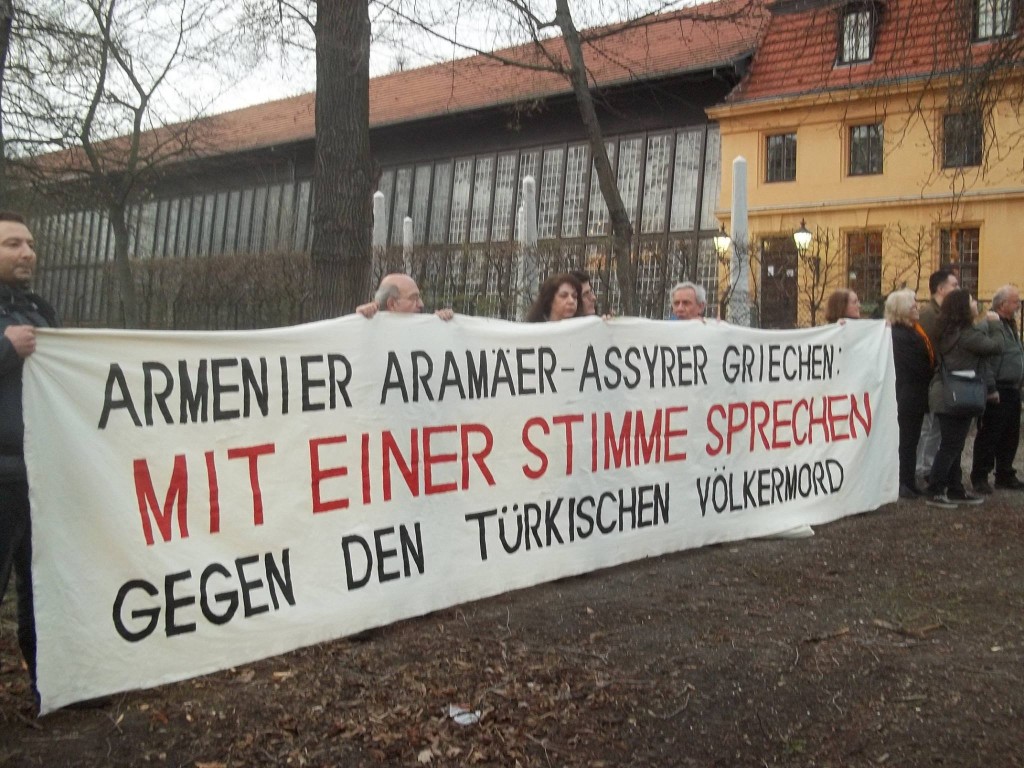 ARMENIER ARAMÄER-ASSYRER GRIECHEN:
MIT EINER STIMME SPRECHEN
GEGEN DEN TÜRKISCHEN VÖLKERMORD